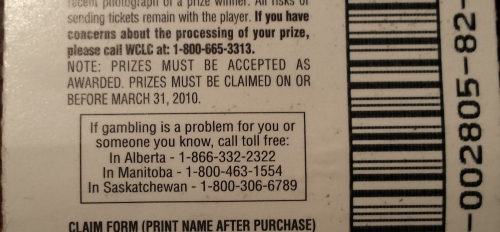 recent photograph of a prize winner. All risks of
sending tickets remain with the player. If you have
concerns about the processing of your prize,
please call WCLC at: 1-800-665-3313.
NOTE: PRIZES MUST BE ACCEPTED AS
AWARDED. PRIZES MUST BE CLAIMED ON OR
BEFORE MARCH 31, 2010.
If gambling is a problem for you or
someone you know, call toll free:
In Alberta - 1-866-332-2322
In Manitoba - 1-800-463-1554
In Saskatchewan - 1-800-306-6789
CLAIM FORM (PRINT NAME AFTER PURCHASE)
-002805-82-